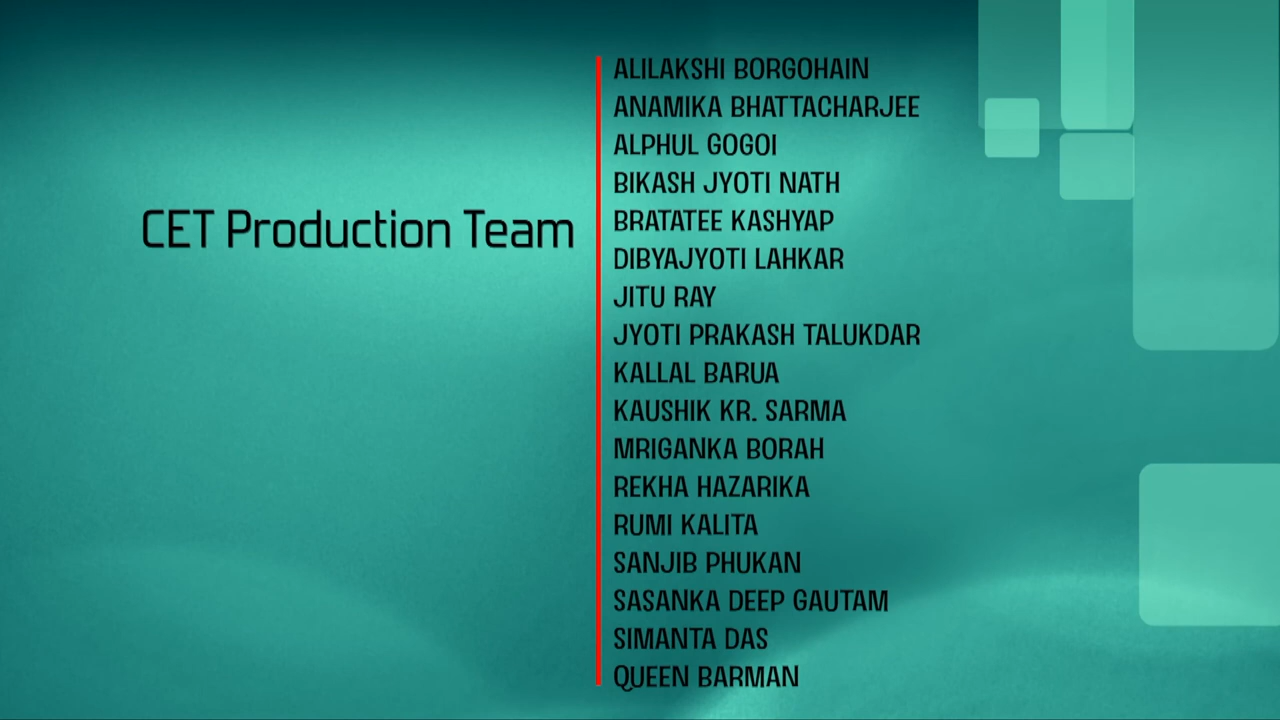 CET Production Team
ALILAKSHI BORGOHAIN
ANAMIKA BHATTACHARJEE
ALPHUL GOGOI
BIKASH JYOTI NATH
BRATATEE KASHYAP
DIBYAJYOTI LAHKAR
JITU RAY
JYOTI PRAKASH TALUKDAR
KALLAL BARUA
KAUSHIK KR. SARMA
MRIGANKA BORAH
REKHA HAZARIKA
RUMI KALITA
SANJIB PHUKAN
SASANKA DEEP GAUTAM
SIMANTA DAS
QUEEN BARMAN